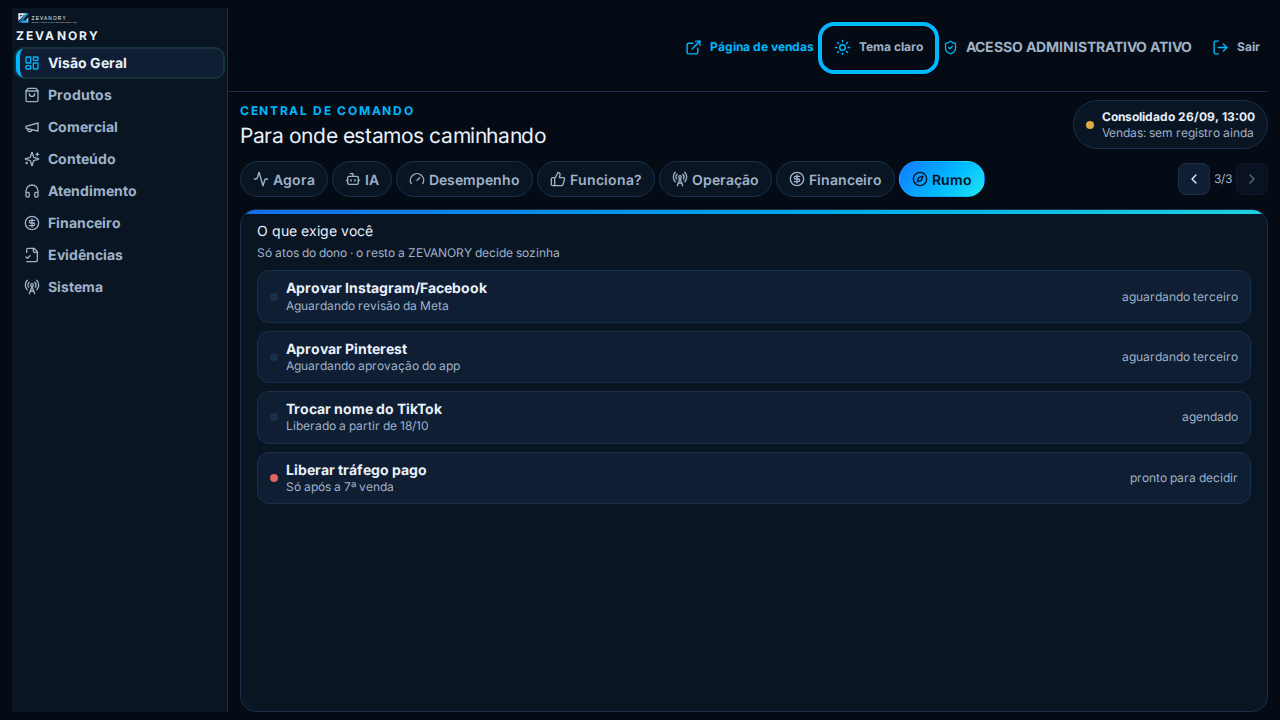 ZEVANORY
ZEVANORY
Visão Geral
Produtos
Comercial
Conteúdo
Atendimento
Financeiro
Evidências
Sistema
Página de vendas
Tema claro
ACESSO ADMINISTRATIVO ATIVO
Sair
CENTRAL DE COMANDO
Para onde estamos caminhando
Consolidado 26/09, 13:00
Vendas: sem registro ainda
Agora
IA
Desempenho
Funciona?
Operação
Financeiro
Rumo
3/3
O que exige você
Só atos do dono · o resto a ZEVANORY decide sozinha
Aprovar Instagram/Facebook
Aguardando revisão da Meta
aguardando terceiro
Aprovar Pinterest
Aguardando aprovação do app
aguardando terceiro
Trocar nome do TikTok
Liberado a partir de 18/10
agendado
Liberar tráfego pago
Só após a 7ª venda
pronto para decidir